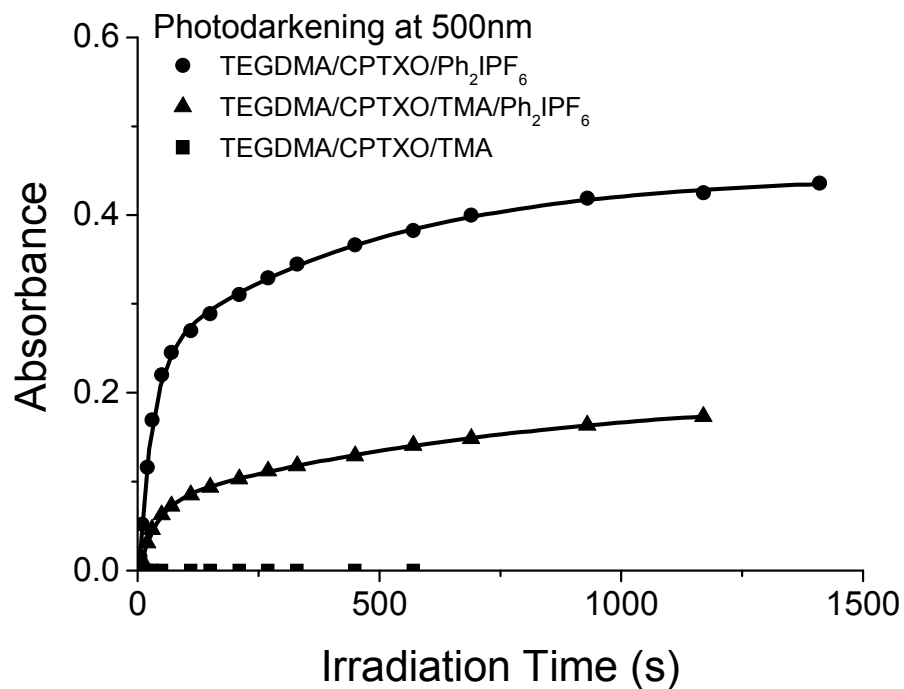 Photodarkening at 500nm
TEGDMA/CPTXO/Ph₂IPF₆
TEGDMA/CPTXO/TMA/Ph₂IPF₆
TEGDMA/CPTXO/TMA
0.6
0.4
0.2
0.0
Absorbance
0 500 1000 1500
Irradiation Time (s)